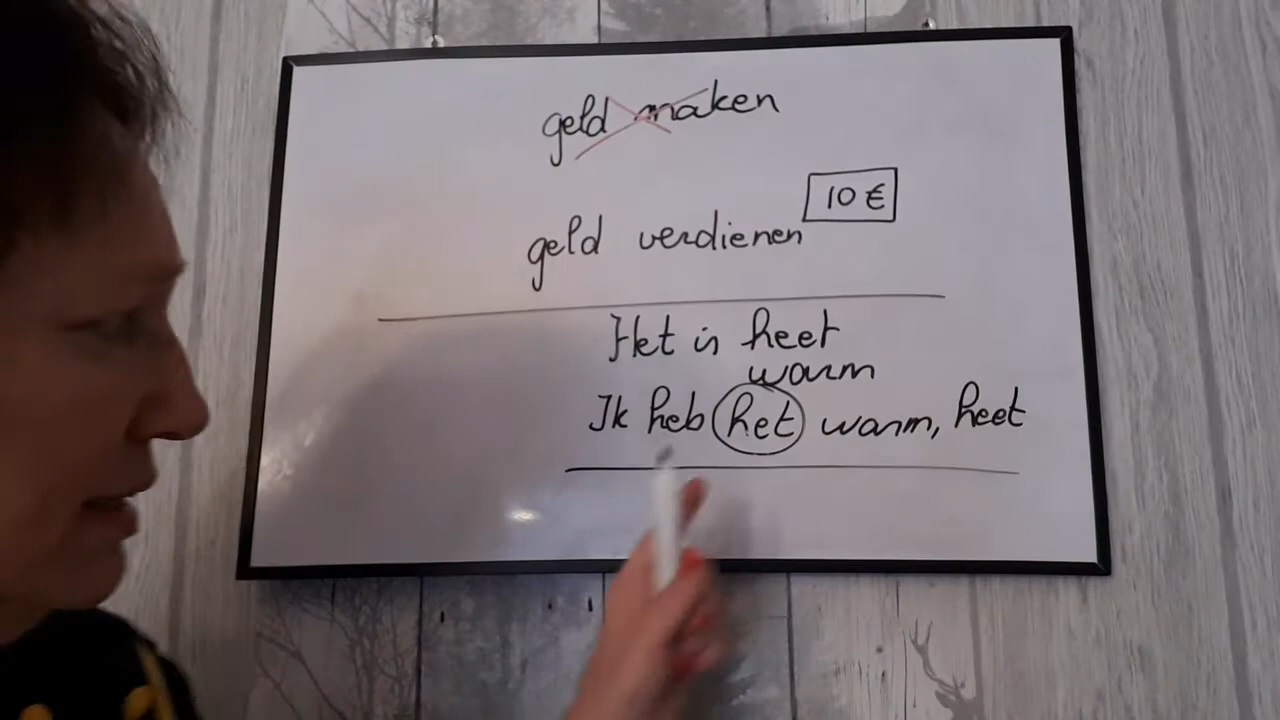 geld maken
10 €
geld verdienen
Het is heet
warm
Ik heb het warm, heet